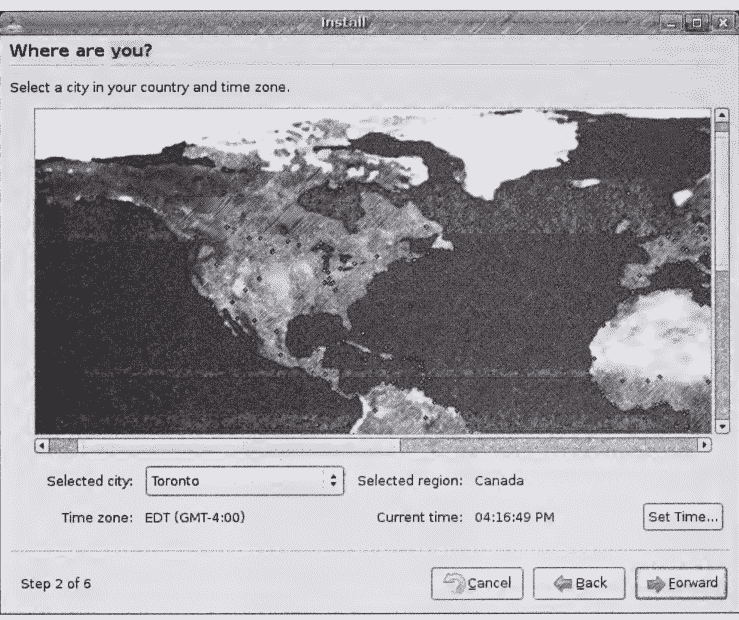 Install
Where are you?
Select a city in your country and time zone.
Selected city: Toronto Selected region: Canada
Time zone: EDT (GMT-4:00) Current time: 04:16:49 PM Set Time...
Step 2 of 6 Cancel Back Forward